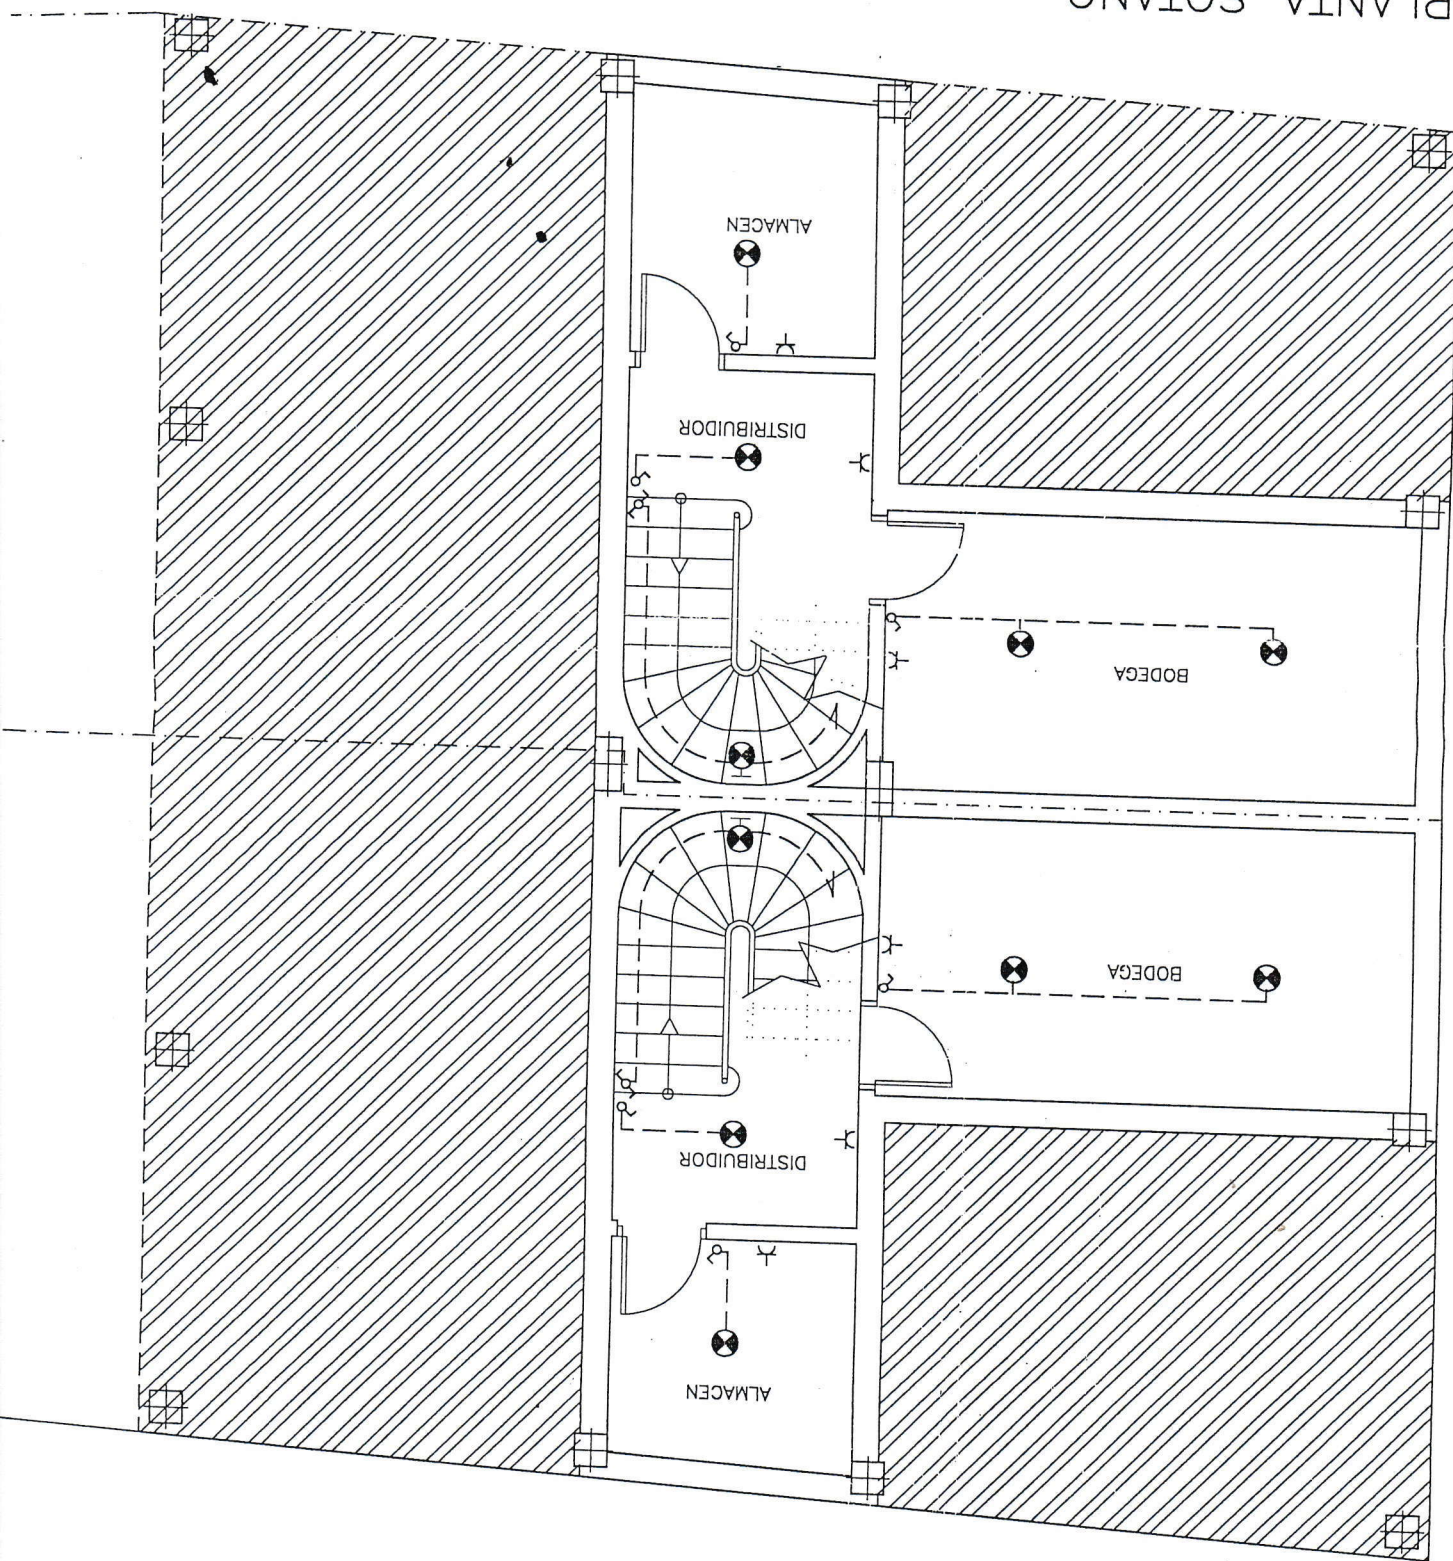 ALMACEN
DISTRIBUIDOR
BODEGA
BODEGA
DISTRIBUIDOR
ALMACEN
PLANTA SOTANO